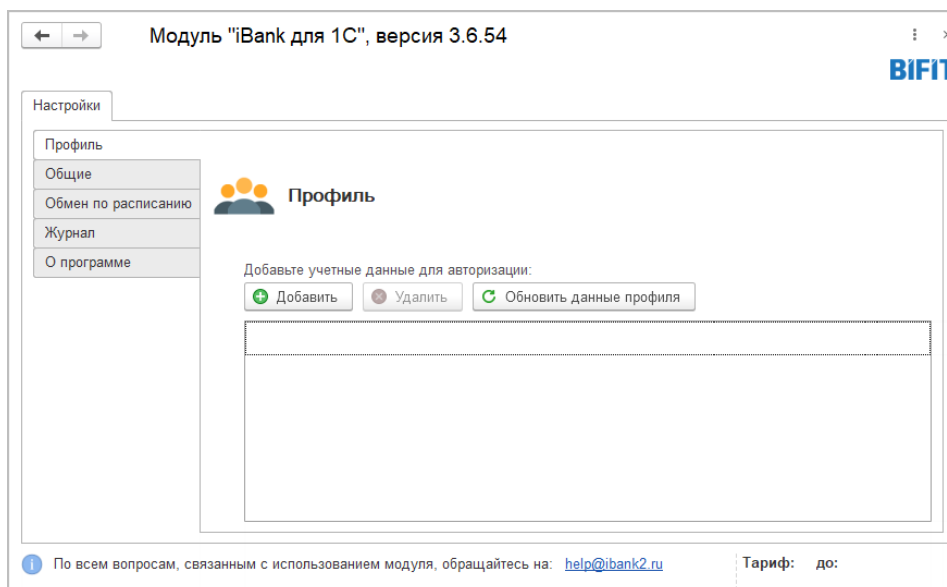 Модуль "iBank для 1С", версия 3.6.54
BIFIT
Настройки
Профиль
Общие
Обмен по расписанию
Журнал
О программе
Профиль
Добавьте учетные данные для авторизации:
Добавить Удалить Обновить данные профиля
По всем вопросам, связанным с использованием модуля, обращайтесь на: help@ibank2.ru Тариф: до: